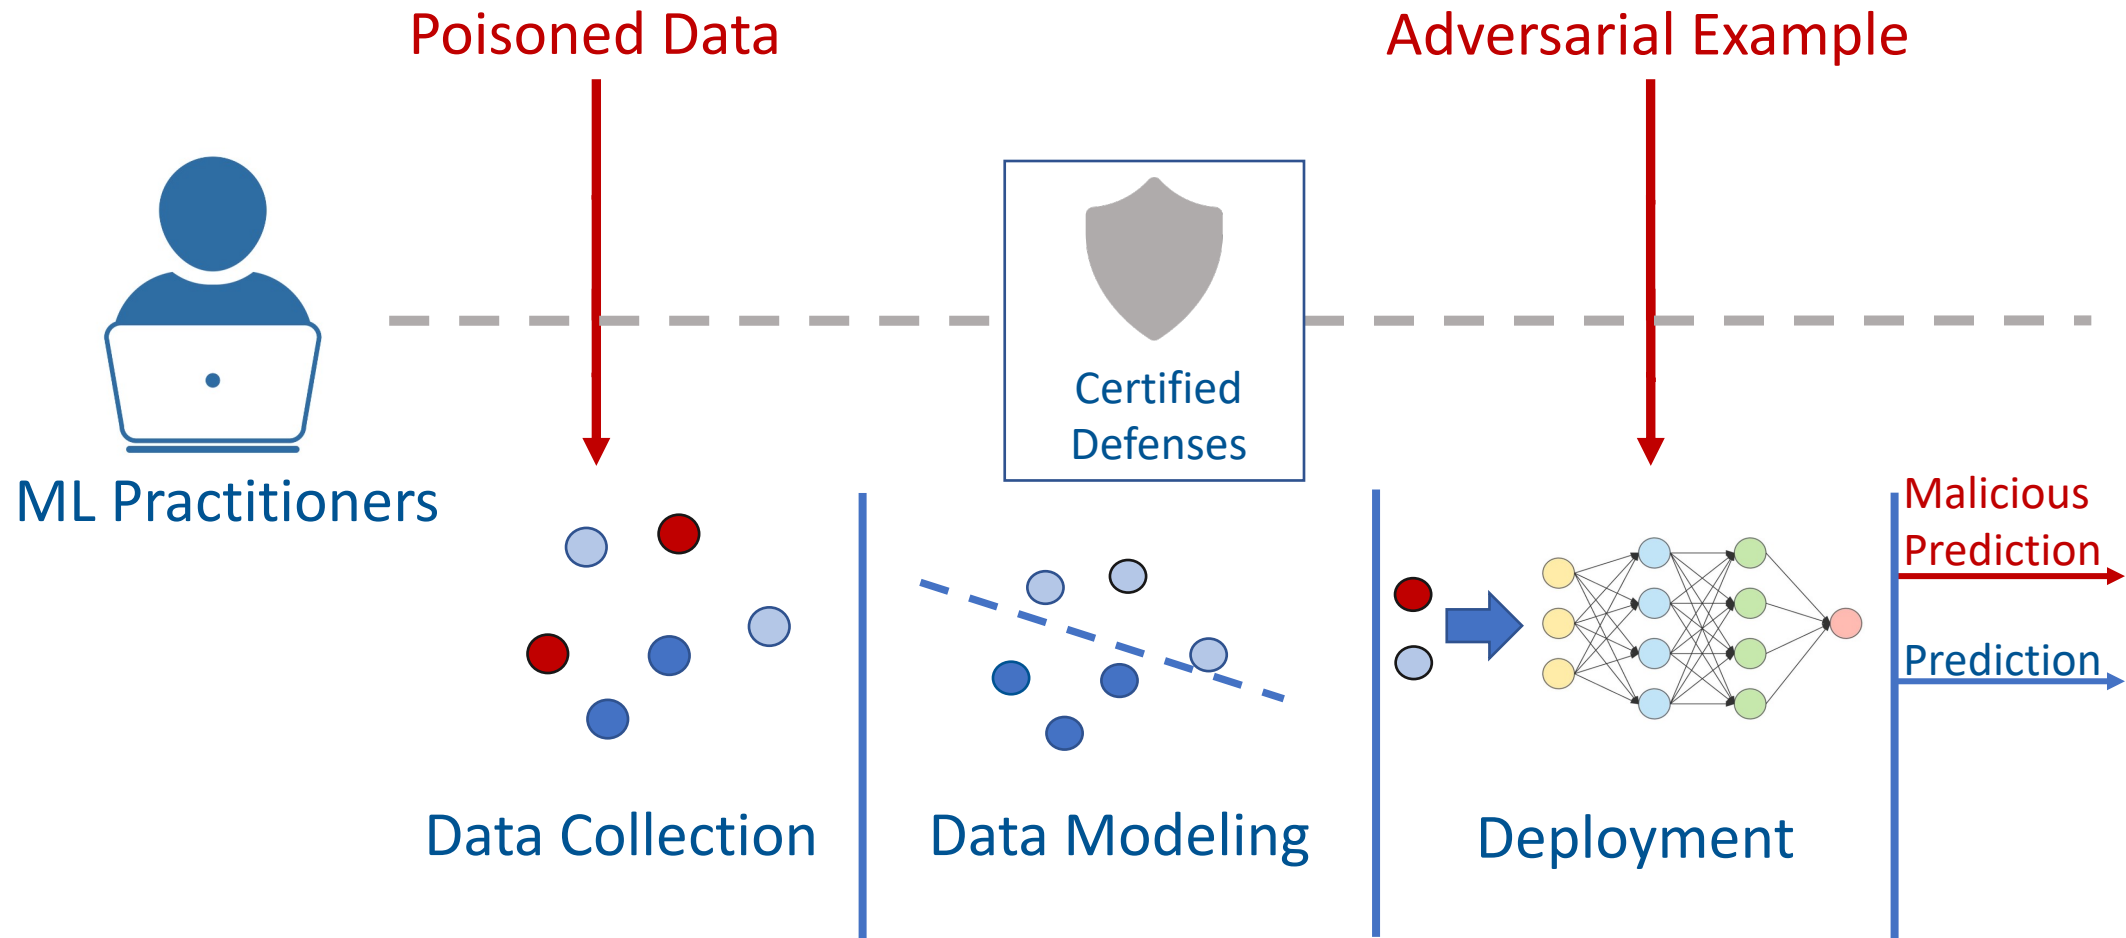 Poisoned Data
Adversarial Example
Certified
Defenses
ML Practitioners
Malicious
Prediction
Prediction
Data Collection
Data Modeling
Deployment